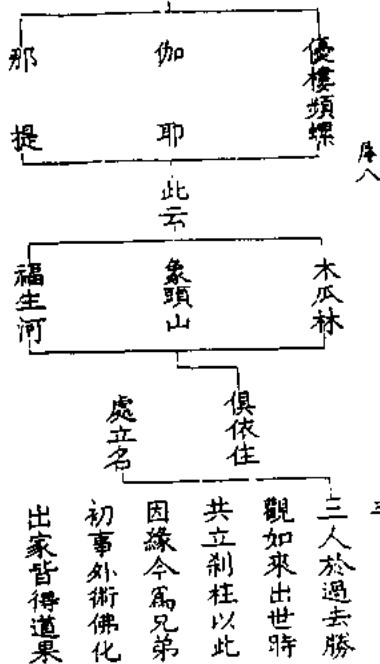 序八
優樓頻螺
伽耶
那提
此云
木瓜林
象頭山
福生河
俱依住
處立名
三人於過去勝
觀如來出世時
共立刹柱以此
因緣今爲兄弟
初事外術佛化
出家皆得道果